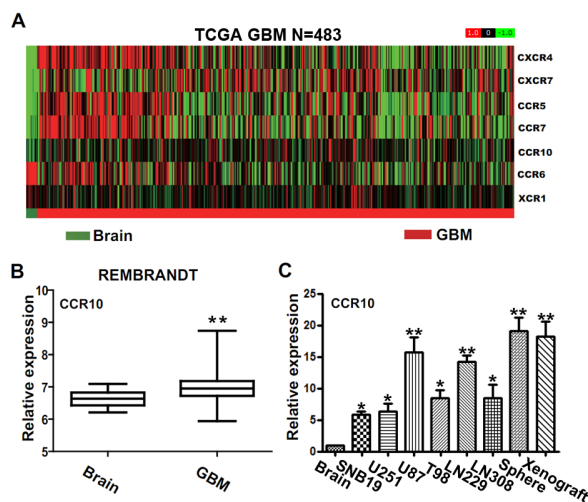 A
TCGA GBM N=483
1.0 0 -1.0
CXCR4
CXCR7
CCR5
CCR7
CCR10
CCR6
XCR1
Brain
GBM
B
REMBRANDT
CCR10
**
Relative expression
10
9
8
7
6
5
Brain
GBM
C
CCR10
Relative expression
25
20
15
10
5
0
*
*
**
*
**
*
**
**
Brain
SNB19
U251
U87
T98
LN229
LN308
Sphere
Xenograft